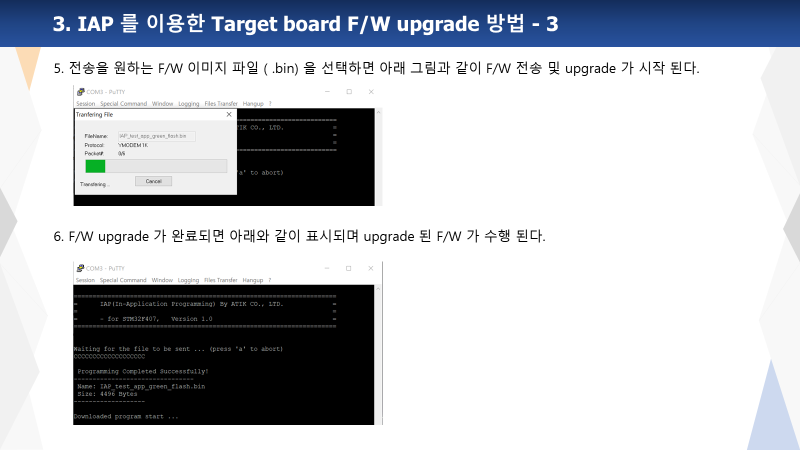 3. IAP 를 이용한 Target board F/W upgrade 방법 - 3
5. 전송을 원하는 F/W 이미지 파일 ( .bin) 을 선택하면 아래 그림과 같이 F/W 전송 및 upgrade 가 시작 된다.
COM3 - PuTTY
Session Special Command Window Logging Files Transfer Hangup ?
Tranfering File
================
ATIK CO., LTD. =
=
=
================
FileName: IAP_test_app_green_flash.bin
Protocol: YMODEM 1K
Packet#: 0/5
'a' to abort)
Transfering...
Cancel
6. F/W upgrade 가 완료되면 아래와 같이 표시되며 upgrade 된 F/W 가 수행 된다.
COM3 - PuTTY
Session Special Command Window Logging Files Transfer Hangup ?
======================================================================
= IAP(In-Application Programming) By ATIK CO., LTD. =
= =
= - for STM32F407, Version 1.0 =
======================================================================
Waiting for the file to be sent ... (press 'a' to abort)
CCCCCCCCCCCCCCCCCCC
Programming Completed Successfully!
--------------------------------
Name: IAP_test_app_green_flash.bin
Size: 4496 Bytes
-------------------
Downloaded program start ...